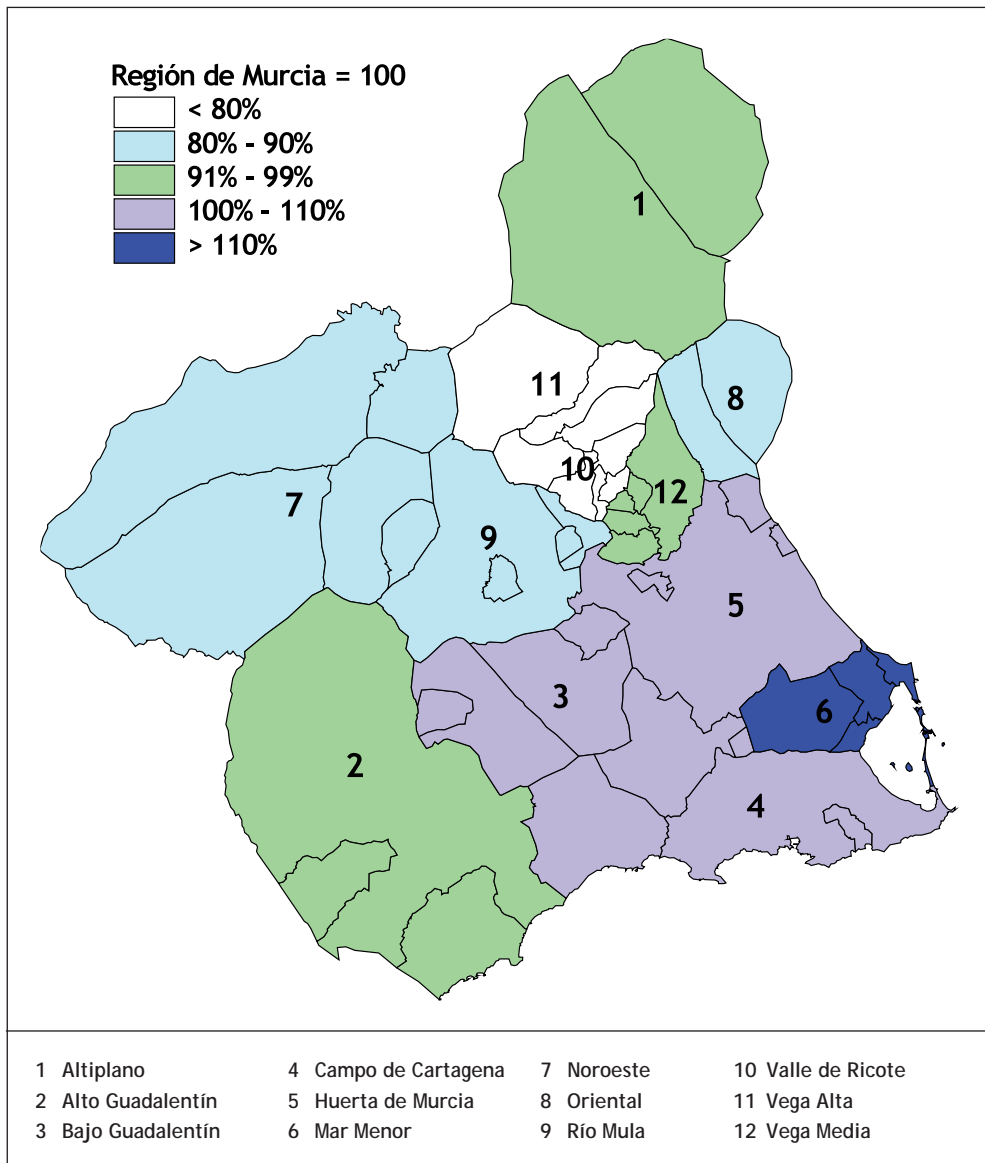 Región de Murcia = 100
< 80%
80% - 90%
91% - 99%
100% - 110%
> 110%
1
11
8
10
12
7
9
5
3
6
2
4
1 Altiplano
2 Alto Guadalentín
3 Bajo Guadalentín
4 Campo de Cartagena
5 Huerta de Murcia
6 Mar Menor
7 Noroeste
8 Oriental
9 Río Mula
10 Valle de Ricote
11 Vega Alta
12 Vega Media